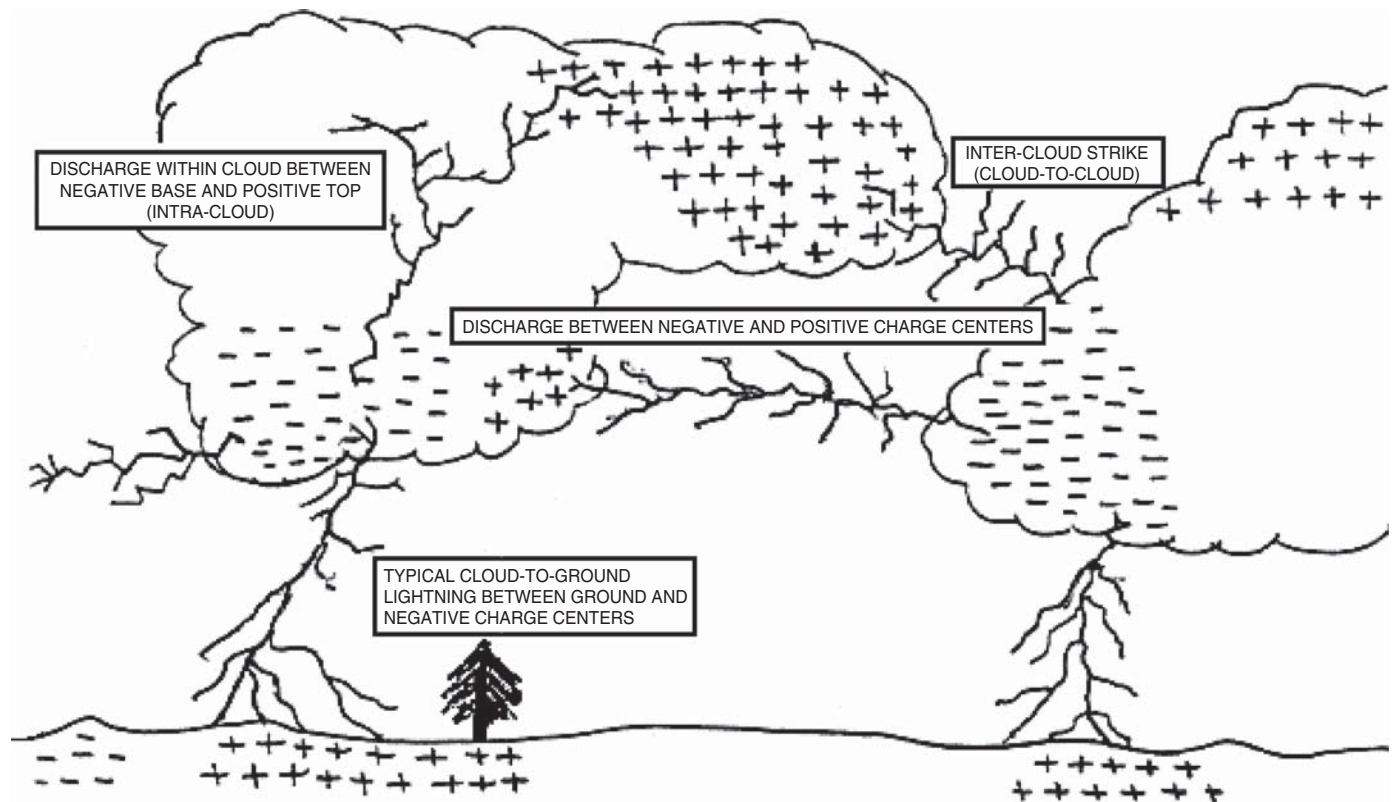 DISCHARGE WITHIN CLOUD BETWEEN
NEGATIVE BASE AND POSITIVE TOP
(INTRA-CLOUD)
INTER-CLOUD STRIKE
(CLOUD-TO-CLOUD)
DISCHARGE BETWEEN NEGATIVE AND POSITIVE CHARGE CENTERS
TYPICAL CLOUD-TO-GROUND
LIGHTNING BETWEEN GROUND AND
NEGATIVE CHARGE CENTERS